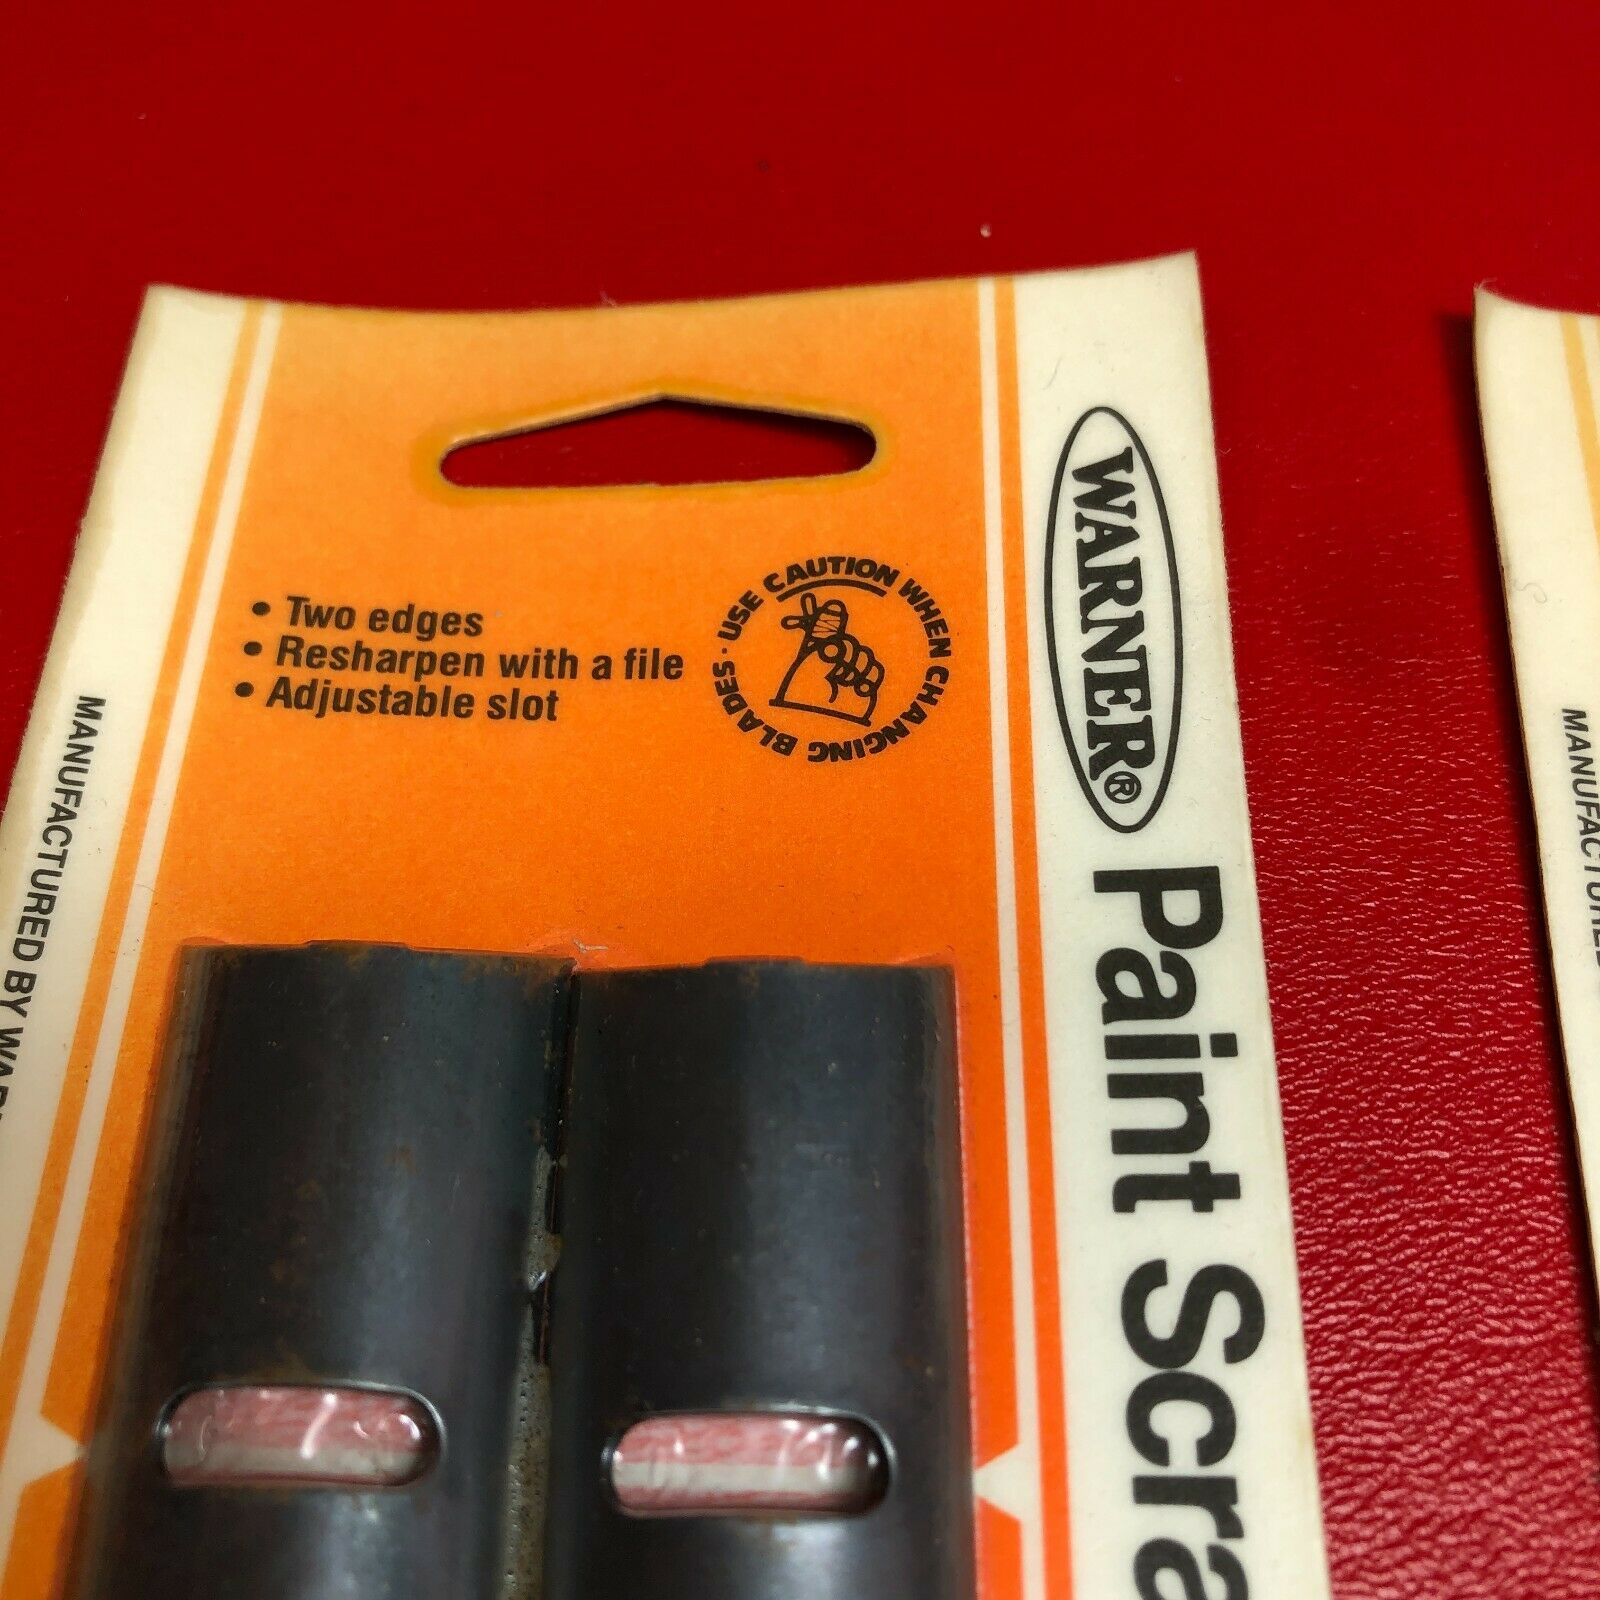 • Two edges
• Resharpen with a file
• Adjustable slot
USE CAUTION WHEN CHANGING BLADES ·
WARNER®
Paint Scra
MANUFACTURED BY WAR
MANUFACTURE